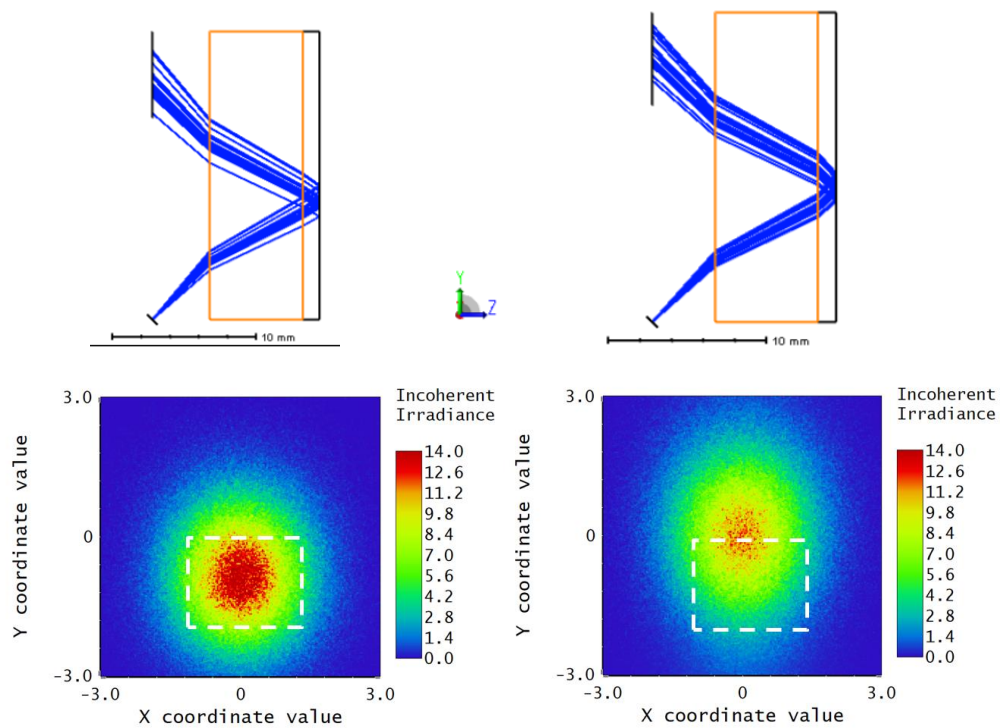 Y
Z
10 mm
10 mm
Incoherent
Irradiance
3.0
0
-3.0
Y coordinate value
14.0
12.6
11.2
9.8
8.4
7.0
5.6
4.2
2.8
1.4
0.0
-3.0
0
3.0
X coordinate value
Incoherent
Irradiance
3.0
0
-3.0
Y coordinate value
14.0
12.6
11.2
9.8
8.4
7.0
5.6
4.2
2.8
1.4
0.0
-3.0
0
3.0
X coordinate value